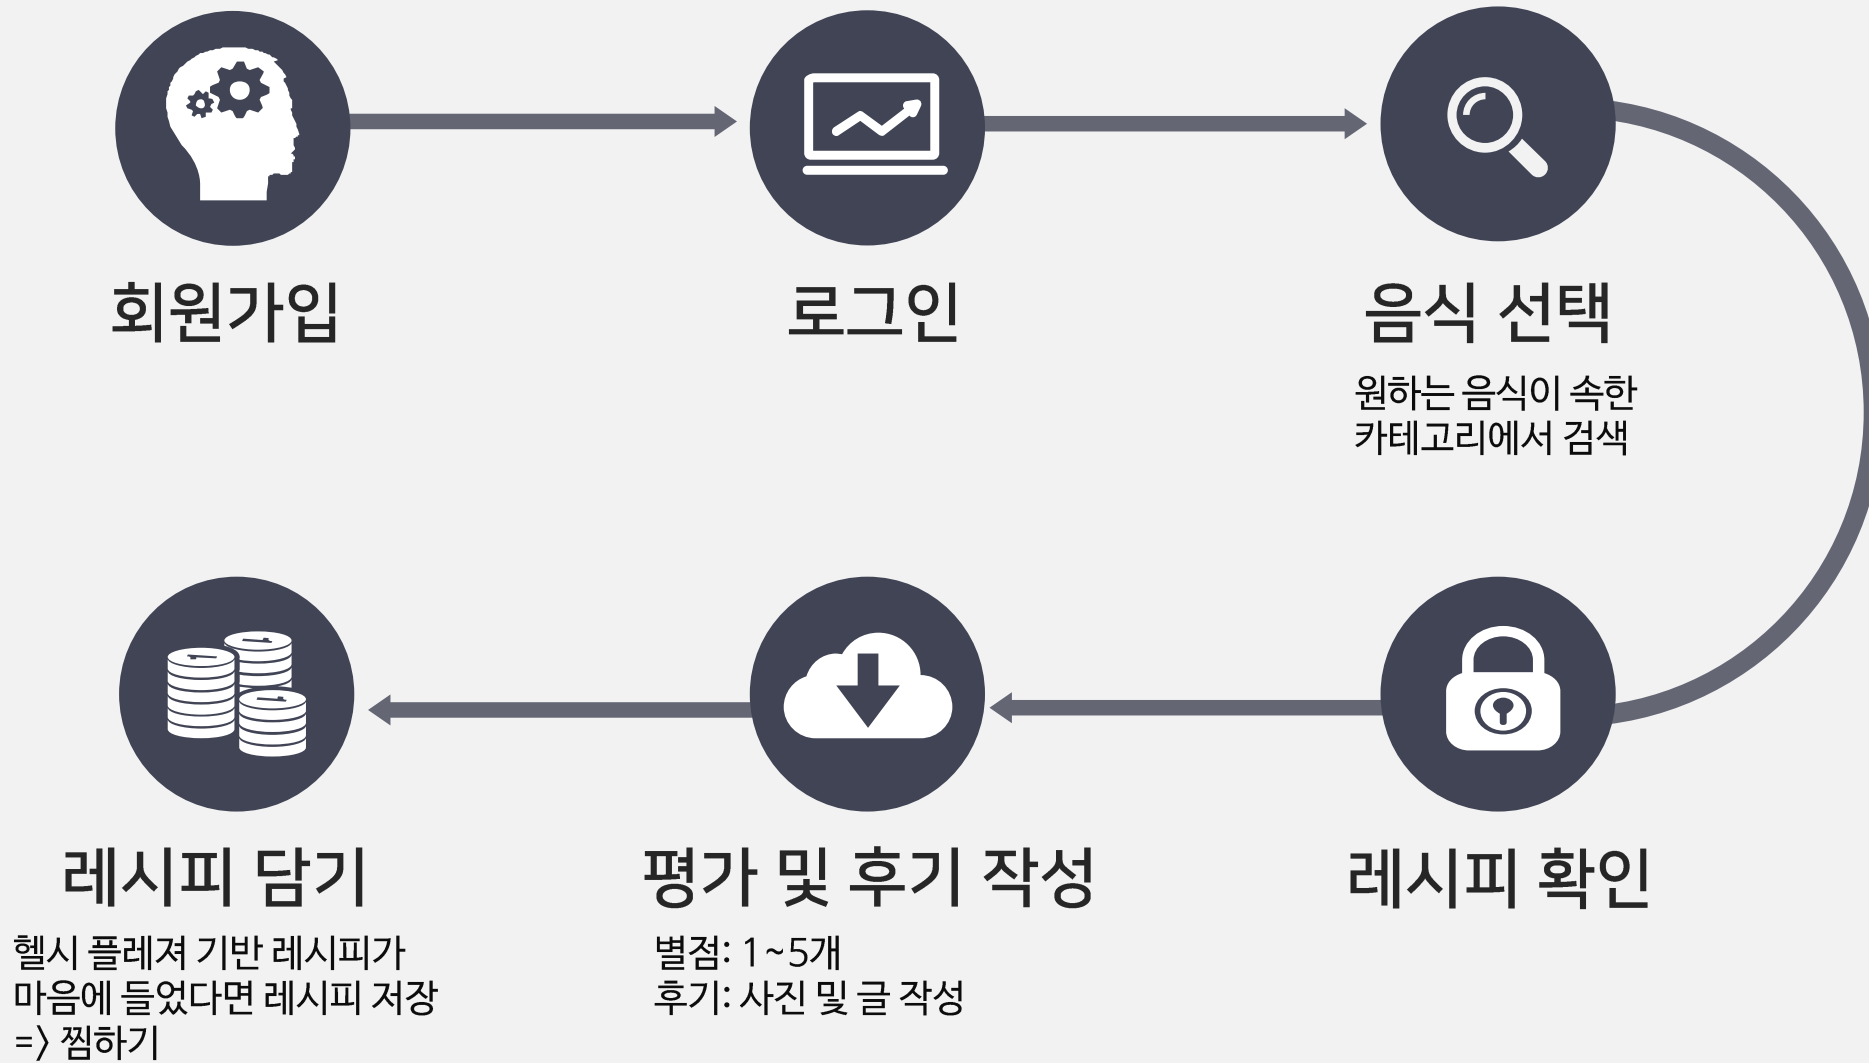 회원가입
로그인
음식 선택
원하는 음식이 속한
카테고리에서 검색
레시피 확인
평가 및 후기 작성
별점: 1~5개
후기: 사진 및 글 작성
레시피 담기
헬시 플레져 기반 레시피가
마음에 들었다면 레시피 저장
=> 찜하기